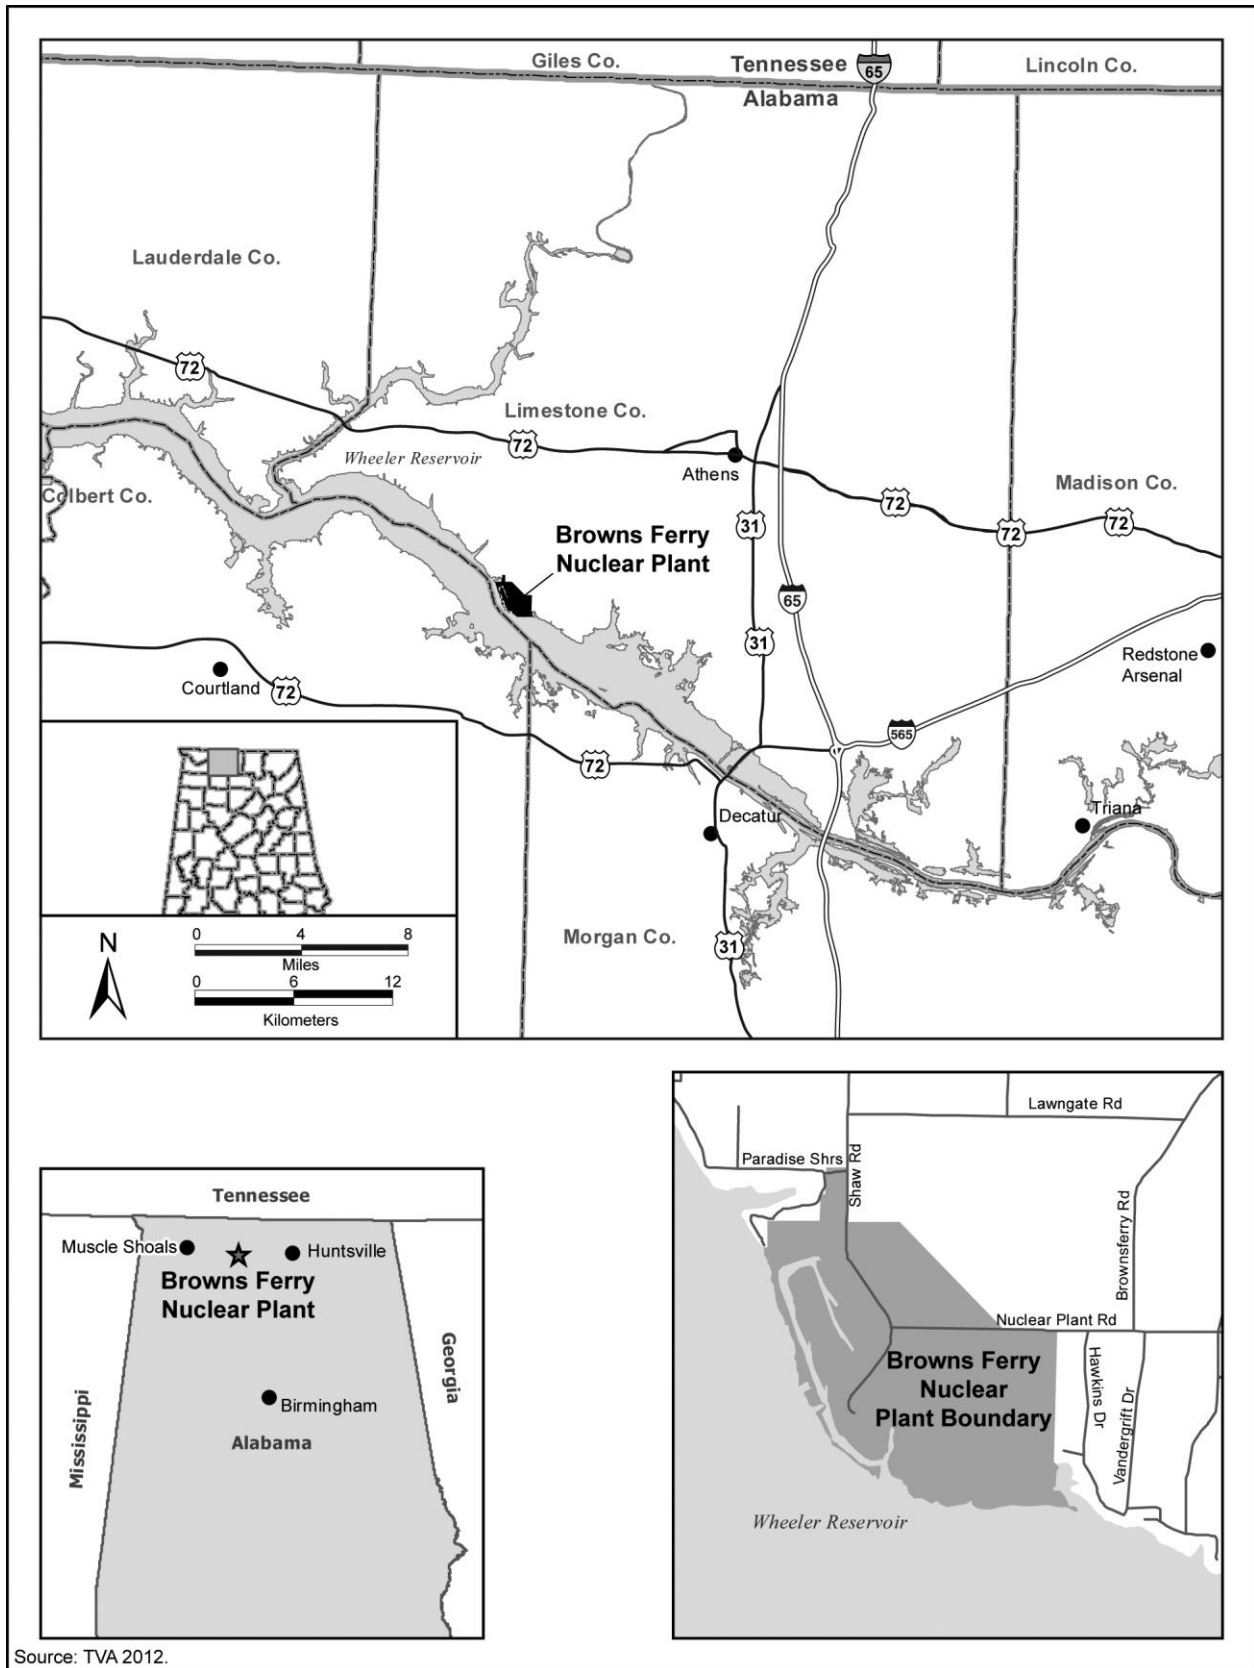 Giles Co.
Tennessee
65
Lincoln Co.
Alabama
Lauderdale Co.
72
Limestone Co.
72
Wheeler Reservoir
Athens
Colbert Co.
Madison Co.
72
72
72
31
Browns Ferry
Nuclear Plant
65
31
Redstone
Arsenal
Courtland
72
565
72
Triana
Decatur
Morgan Co.
31
N
0 4 8
Miles
0 6 12
Kilometers
Lawngate Rd
Paradise Shrs
Shaw Rd
Brownsferry Rd
Nuclear Plant Rd
Browns Ferry
Nuclear
Plant Boundary
Hawkins Dr
Vandergrift Dr
Wheeler Reservoir
Tennessee
Muscle Shoals
Huntsville
Browns Ferry
Nuclear Plant
Georgia
Mississippi
Birmingham
Alabama
Source: TVA 2012.